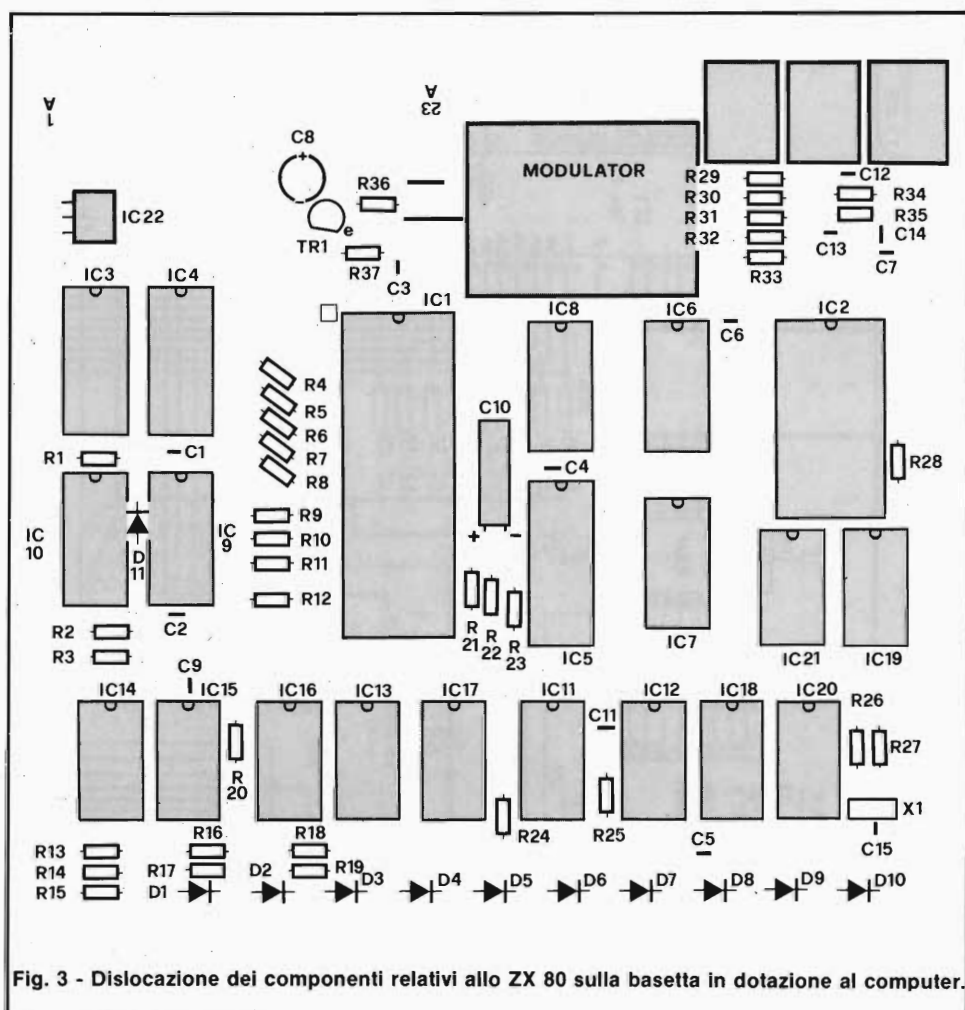 A
1
A
23
C8
+
R36
MODULATOR
R29
R30
R31
R32
R33
C12
R34
R35
C13
C14
C7
IC22
TR1
e
R37
C3
IC3
IC4
IC1
IC8
IC6
C6
IC2
R4
R5
R6
R7
R8
C10
+
-
R1
C1
C4
R28
IC
10
D
11
IC
9
R9
R10
R11
R12
C2
R
21
R
22
R
23
IC5
IC7
IC21
IC19
R2
R3
C9
IC14
IC15
IC16
IC13
IC17
IC11
C11
IC12
IC18
IC20
R26
R27
R
20
R24
R25
X1
C5
C15
R13
R14
R15
R16
R17
R18
R19
D1
D2
D3
D4
D5
D6
D7
D8
D9
D10
Fig. 3 - Dislocazione dei componenti relativi allo ZX 80 sulla basetta in dotazione al computer.